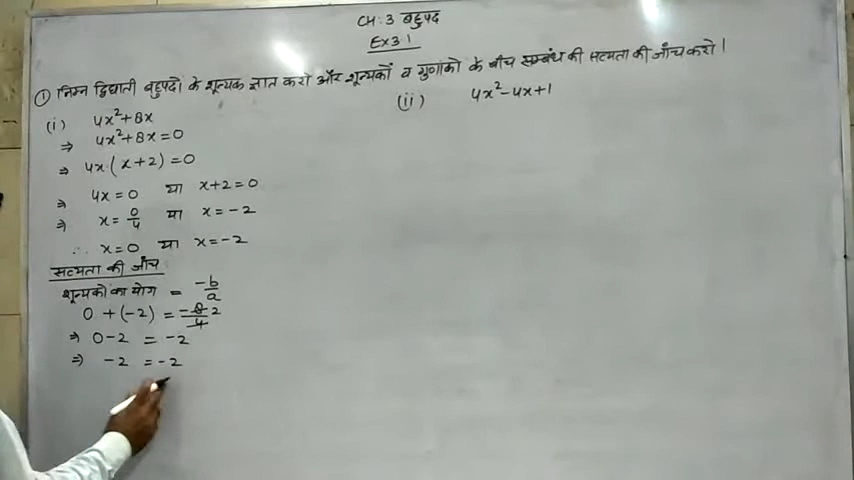 CH: 3 बहुपद
Ex 3.1
① निम्न द्विघाती बहुपदो के शून्यक ज्ञात करो और शून्यकों व गुणांको के बीच सम्बंध की सत्यता की जाँच करो।
(i) 4x²+8x
⇒ 4x²+8x=0
⇒ 4x(x+2)=0
⇒ 4x=0 या x+2=0
⇒ x=0/4 या x=-2
∴ x=0 या x=-2
सत्यता की जाँच
शून्यको का योग = -b/a
0+(-2) = -8/4 2
⇒ 0-2 = -2
⇒ -2 = -2
(ii) 4x²-4x+1